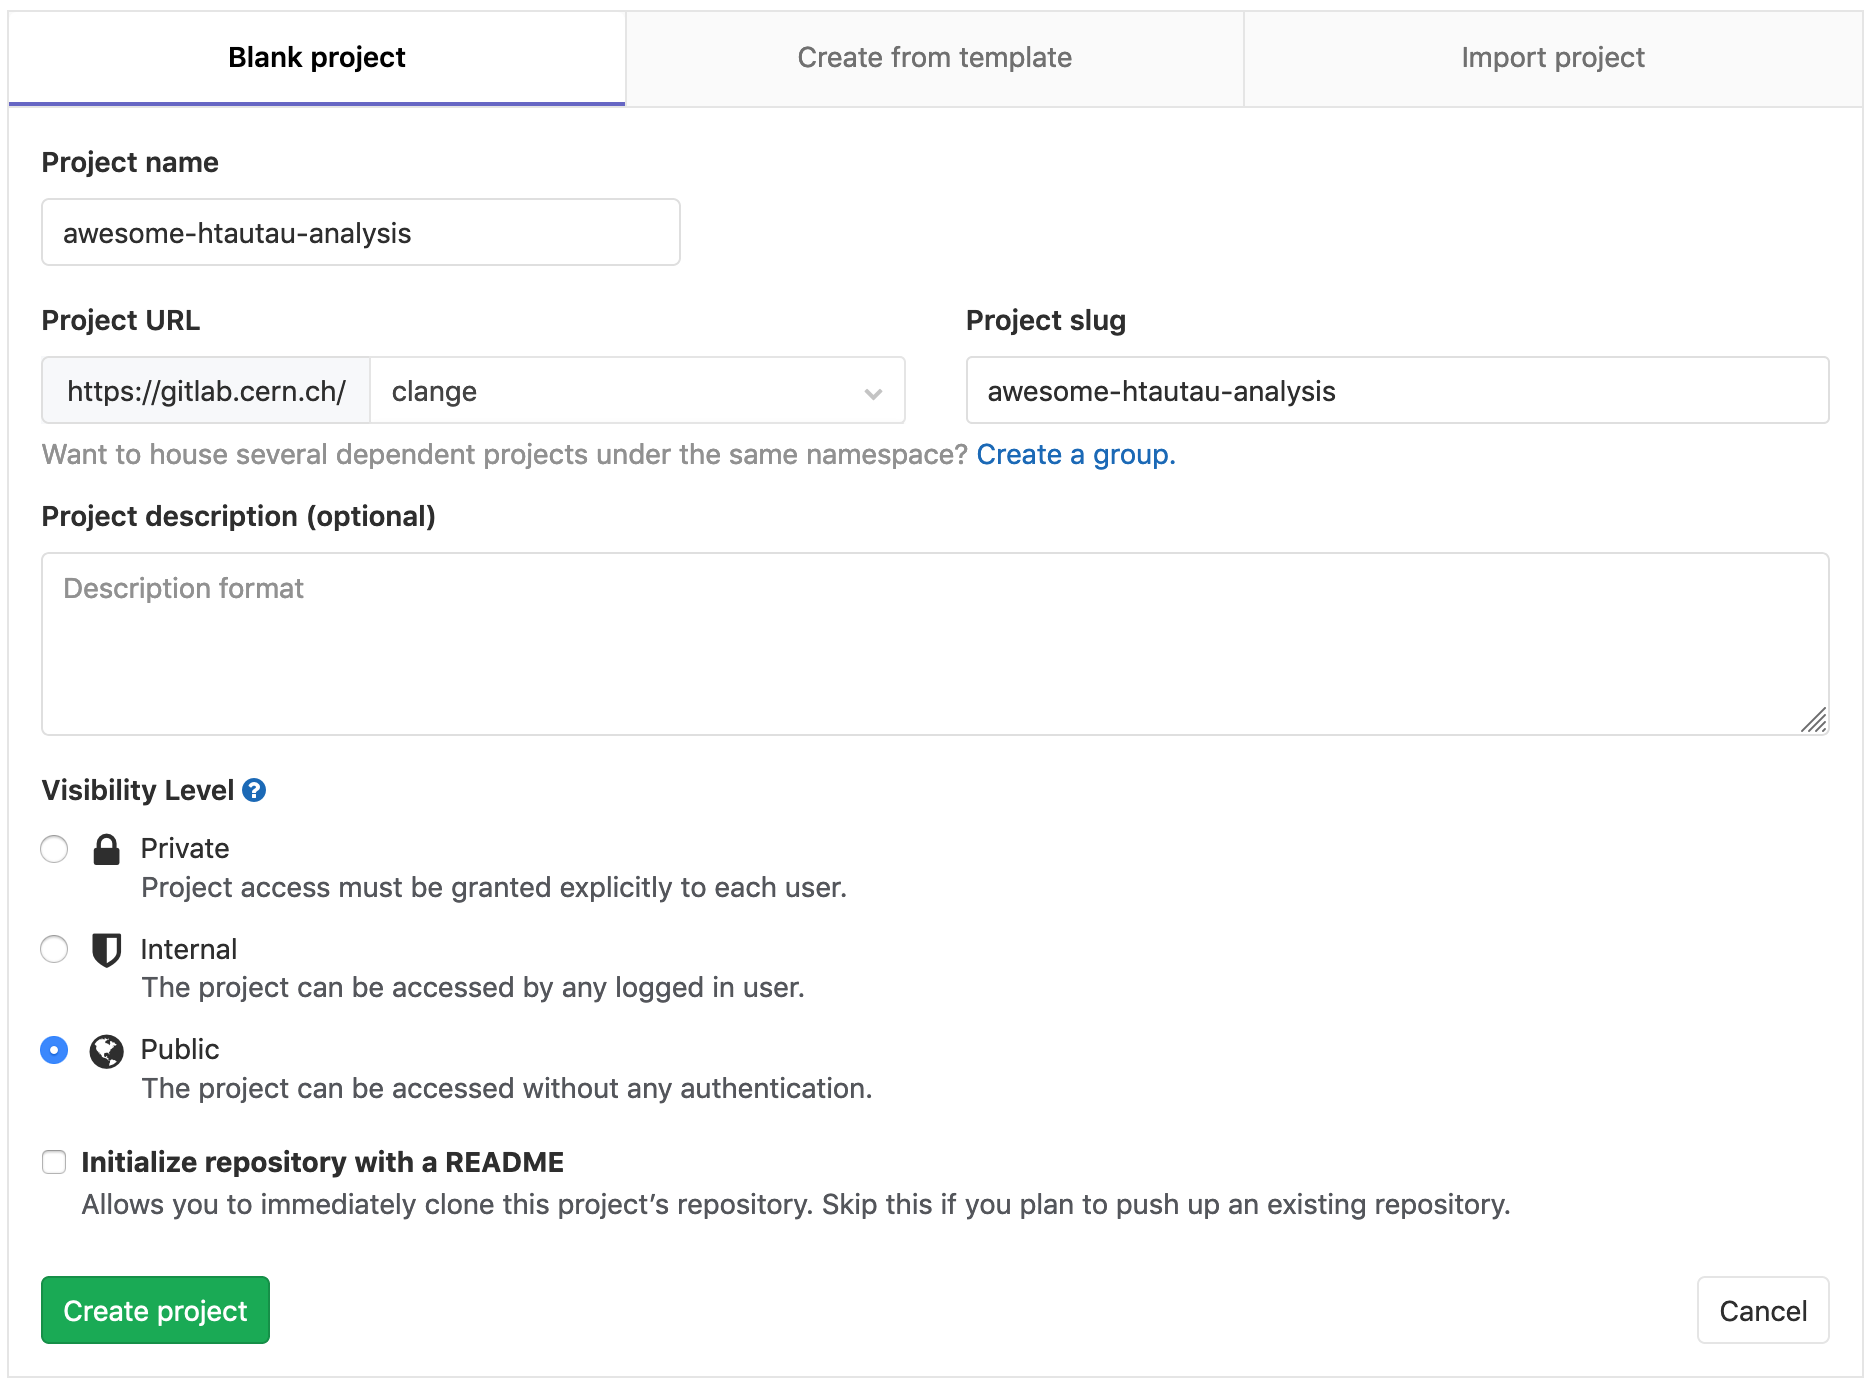 Blank project
Create from template
Import project
Project name
awesome-htautau-analysis
Project URL
Project slug
https://gitlab.cern.ch/
clange
awesome-htautau-analysis
Want to house several dependent projects under the same namespace? Create a group.
Project description (optional)
Description format
Visibility Level ?
Private
Project access must be granted explicitly to each user.
Internal
The project can be accessed by any logged in user.
Public
The project can be accessed without any authentication.
Initialize repository with a README
Allows you to immediately clone this project’s repository. Skip this if you plan to push up an existing repository.
Create project
Cancel